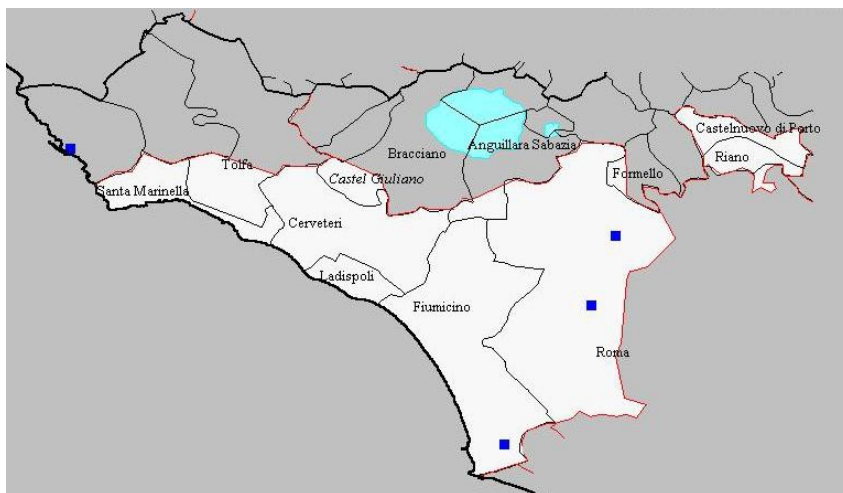 Castelnuovo di Porto
Anguillara Sabazia
Bracciano
Riano
Tolfa
Formello
Castel Giuliano
Santa Marinella
Cerveteri
Ladispoli
Fiumicino
Roma